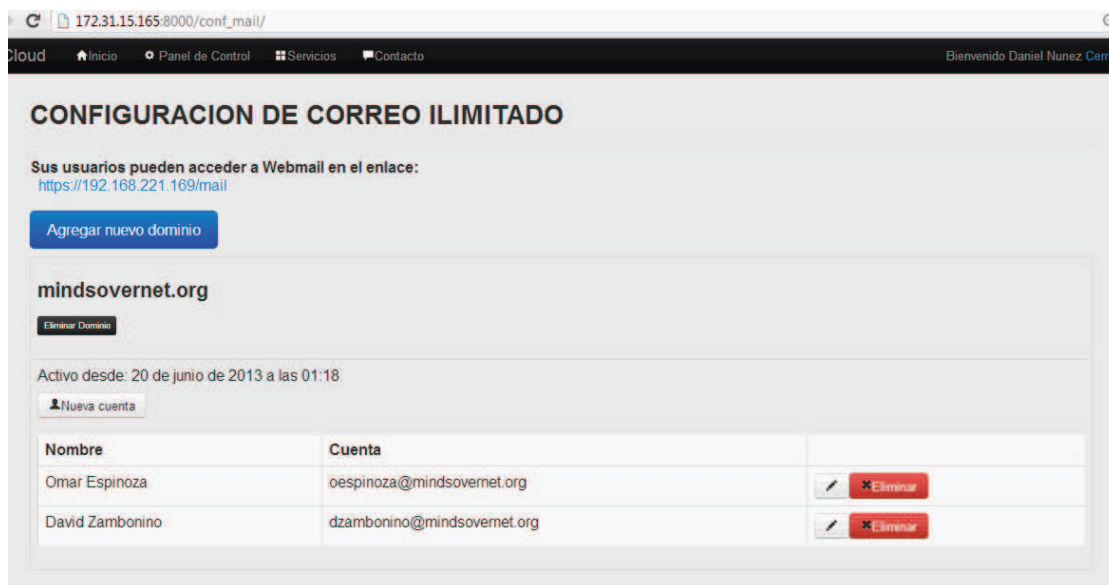 172.31.15.165:8000/conf_mail/
Cloud Inicio Panel de Control Servicios Contacto Bienvenido Daniel Nunez
CONFIGURACION DE CORREO ILIMITADO
Sus usuarios pueden acceder a Webmail en el enlace:
https://192.168.221.169/mail
Agregar nuevo dominio
mindsovernet.org
Eliminar Dominio
Activo desde: 20 de junio de 2013 a las 01:18
Nueva cuenta
Nombre Cuenta
Omar Espinoza oespinoza@mindsovernet.org Eliminar
David Zambonino dzambonino@mindsovernet.org Eliminar